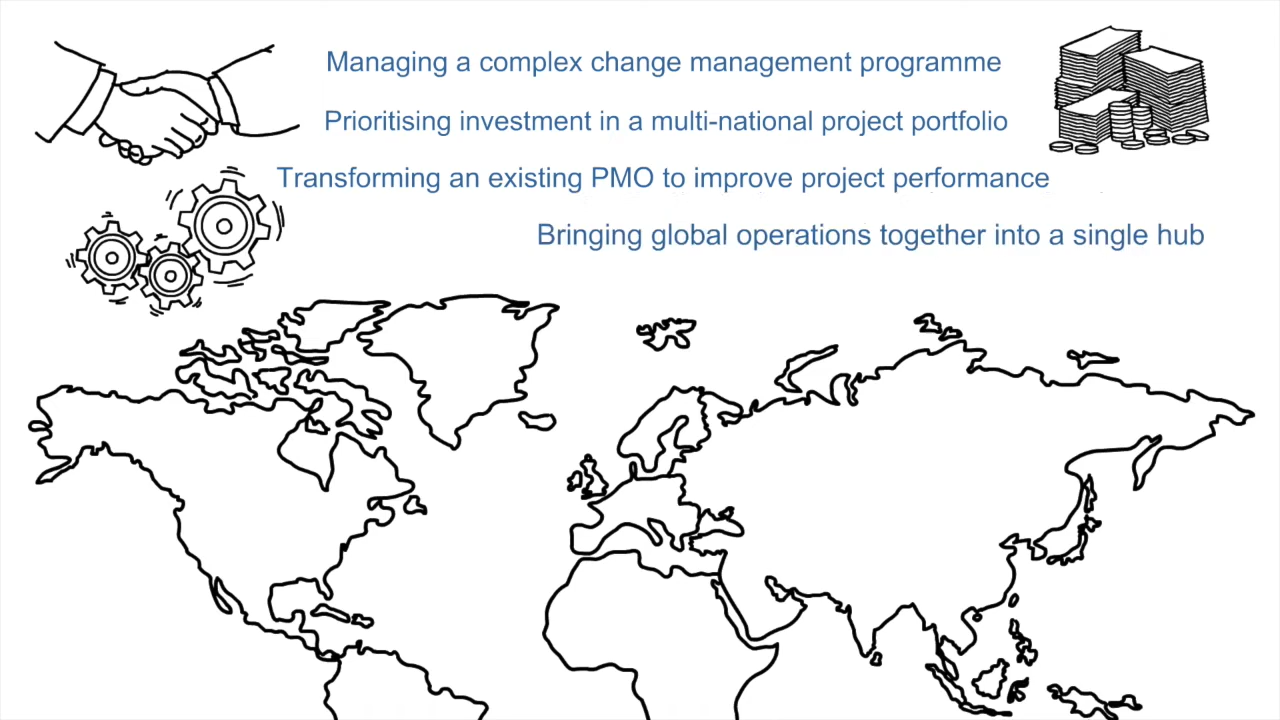 Managing a complex change management programme
Prioritising investment in a multi-national project portfolio
Transforming an existing PMO to improve project performance
Bringing global operations together into a single hub